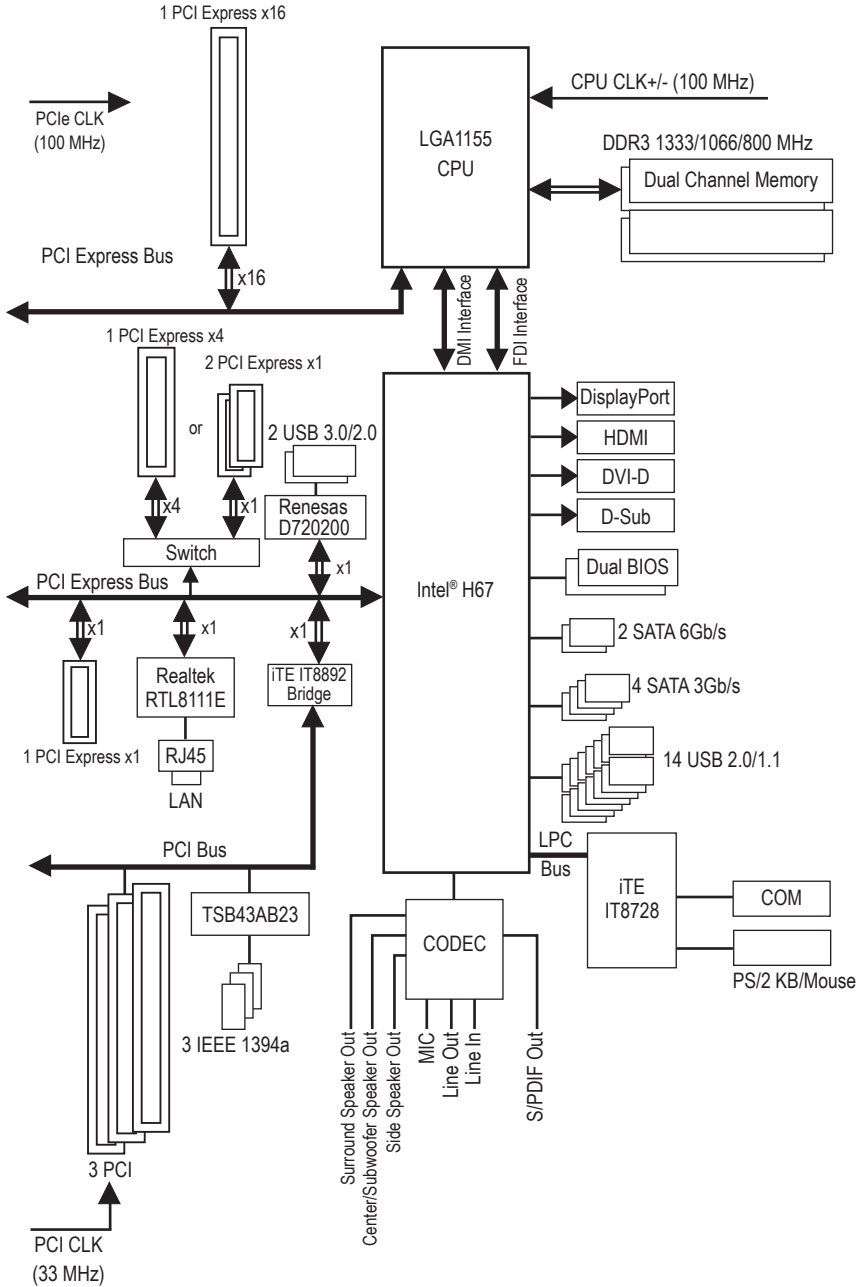 1 PCI Express x16
PCIe CLK
(100 MHz)
LGA1155
CPU
CPU CLK+/- (100 MHz)
DDR3 1333/1066/800 MHz
Dual Channel Memory
PCI Express Bus
x16
DMI Interface
FDI Interface
1 PCI Express x4
2 PCI Express x1
or
2 USB 3.0/2.0
x4
x1
Renesas
D720200
Switch
x1
PCI Express Bus
Intel® H67
DisplayPort
HDMI
DVI-D
D-Sub
Dual BIOS
2 SATA 6Gb/s
4 SATA 3Gb/s
14 USB 2.0/1.1
x1
x1
x1
Realtek
RTL8111E
iTE IT8892
Bridge
1 PCI Express x1
RJ45
LAN
PCI Bus
LPC
Bus
iTE
IT8728
COM
PS/2 KB/Mouse
TSB43AB23
3 IEEE 1394a
CODEC
Surround Speaker Out
Center/Subwoofer Speaker Out
Side Speaker Out
MIC
Line Out
Line In
S/PDIF Out
3 PCI
PCI CLK
(33 MHz)